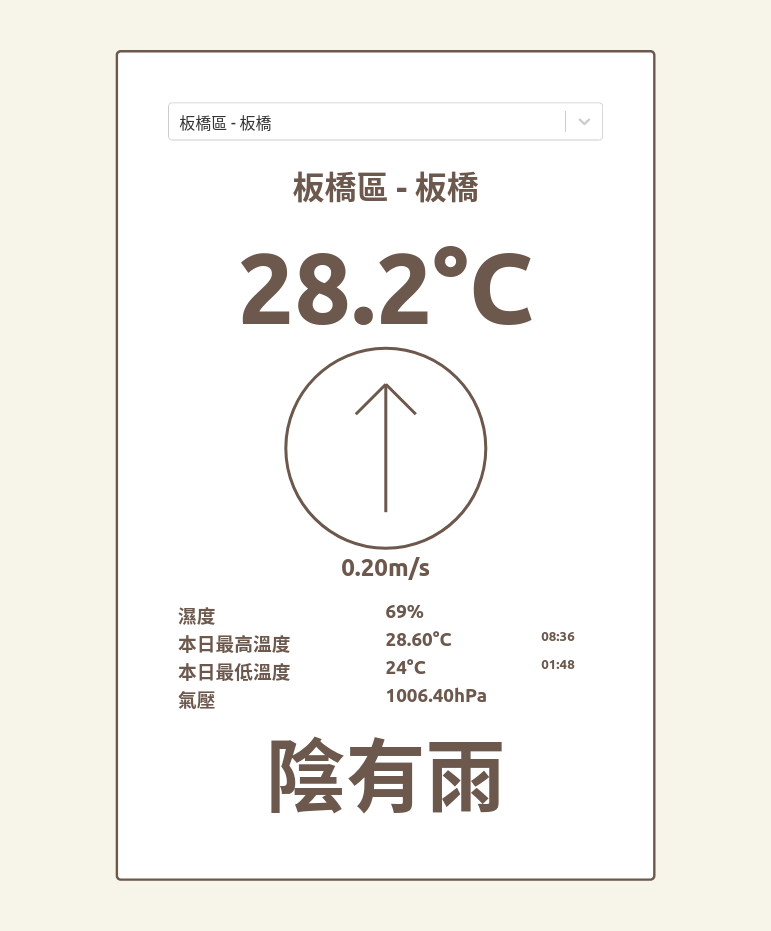 板橋區 - 板橋
板橋區 - 板橋
28.2°C
0.20m/s
濕度 69%
本日最高溫度 28.60°C 08:36
本日最低溫度 24°C 01:48
氣壓 1006.40hPa
陰有雨